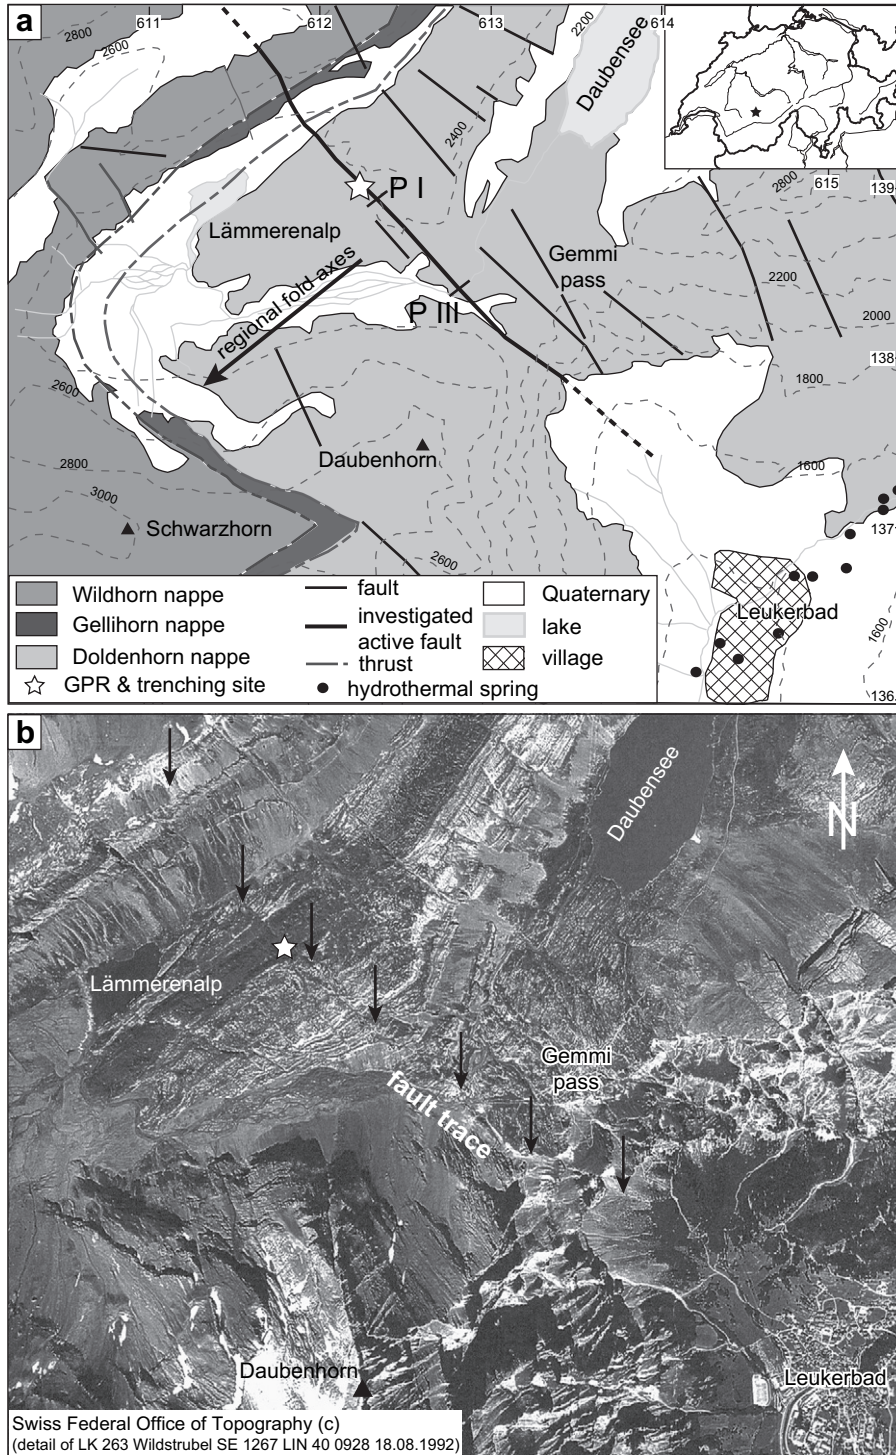 a
611
612
613
614
2800
2600
2200
Daubensee
2400
615
139
2800
P I
Lämmerenalp
Gemmi
pass
2200
regional fold axes
P III
2000
138
2600
1800
Daubenhorn
2800
1600
3000
Schwarzhorn
137
2600
Wildhorn nappe
fault
Quaternary
Gellihorn nappe
investigated
active fault
lake
Leukerbad
Doldenhorn nappe
thrust
village
1600
GPR & trenching site
hydrothermal spring
136
b
Daubensee
N
Lämmerenalp
Gemmi
pass
fault trace
Daubenhorn
Leukerbad
Swiss Federal Office of Topography (c)
(detail of LK 263 Wildstrubel SE 1267 LIN 40 0928 18.08.1992)